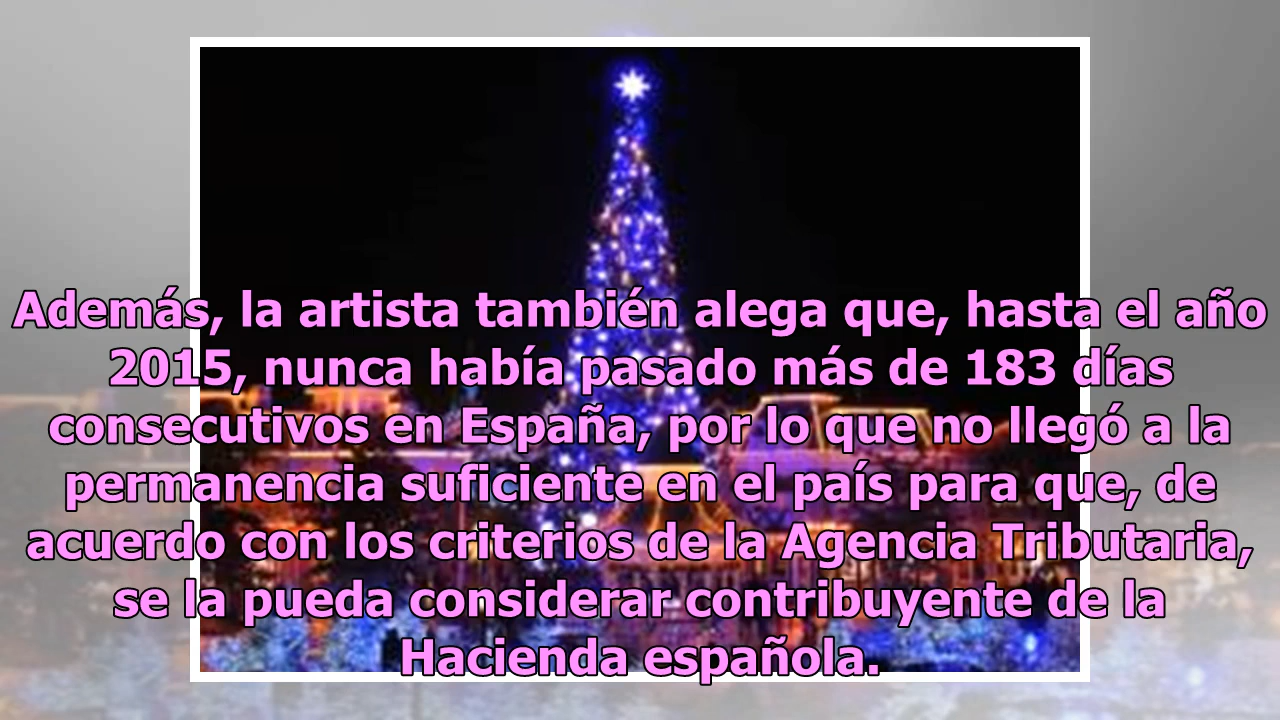 Además, la artista también alega que, hasta el año
2015, nunca había pasado más de 183 días
consecutivos en España, por lo que no llegó a la
permanencia suficiente en el país para que, de
acuerdo con los criterios de la Agencia Tributaria,
se la pueda considerar contribuyente de la
Hacienda española.